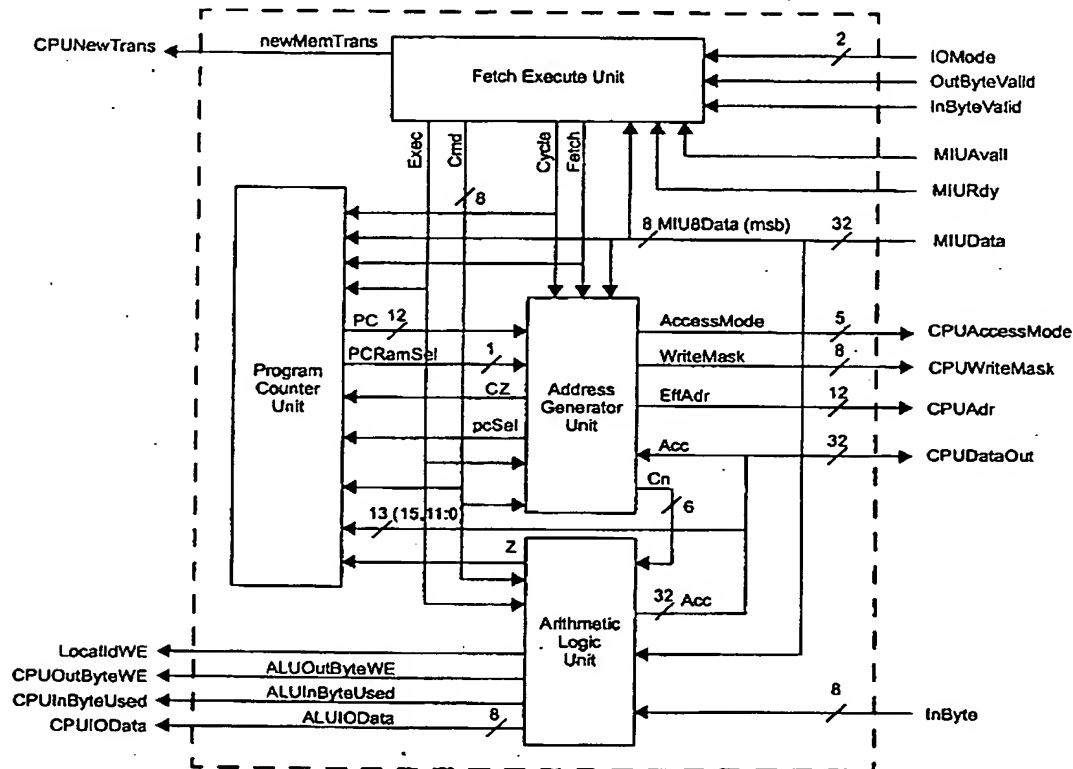 CPUNewTrans
newMemTrans
Fetch Execute Unit
2
IOMode
OutByteValid
InByteValid
MIUAvail
MIURdy
Exec
Cmd
Cycle
Fetch
8
8 MIU8Data (msb)
32
MIUData
PC 12
PCRamSel 1
CZ
pcSel
Program
Counter
Unit
Address
Generator
Unit
AccessMode
5
CPUAccessMode
WriteMask
8
CPUWriteMask
EffAdr
12
CPUAdr
Acc
32
CPUDataOut
Cn
6
13 (15,11:0)
Z
32 Acc
Arithmetic
Logic
Unit
LocalIdWE
CPUOutByteWE
ALUOutByteWE
CPUInByteUsed
ALUInByteUsed
CPUIOData
ALUIOData
8
8
InByte